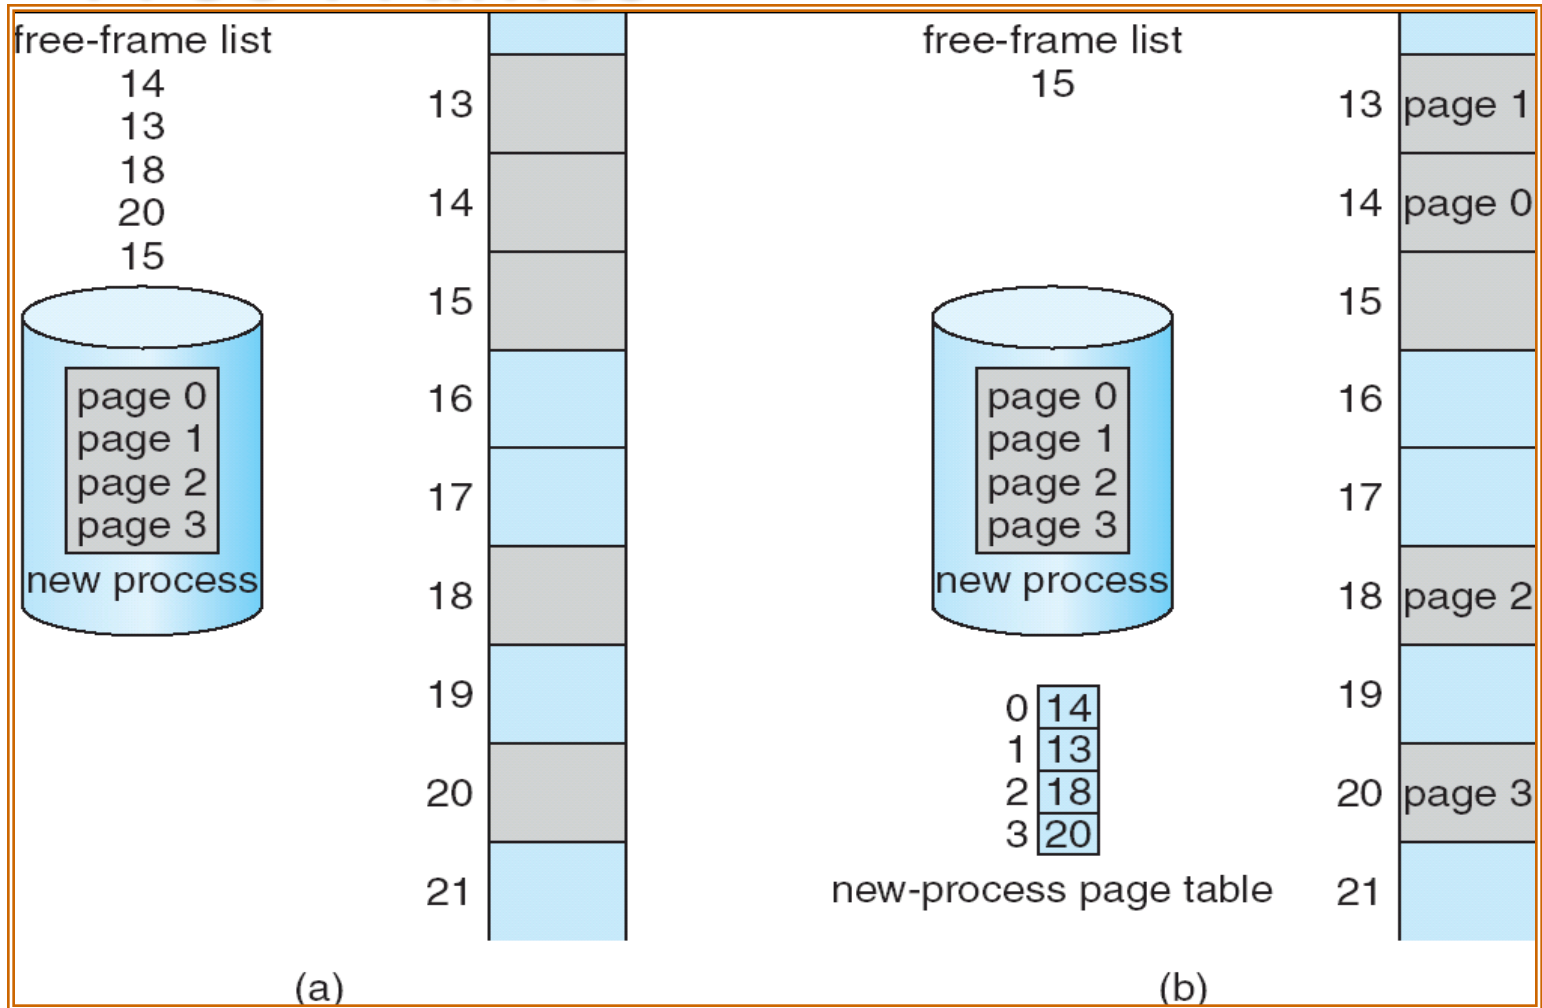 free-frame list
14
13
18
20
15
page 0
page 1
page 2
page 3
new process
13
14
15
16
17
18
19
20
21
(a)
free-frame list
15
page 0
page 1
page 2
page 3
new process
0 14
1 13
2 18
3 20
new-process page table
13 page 1
14 page 0
15
16
17
18 page 2
19
20 page 3
21
(b)